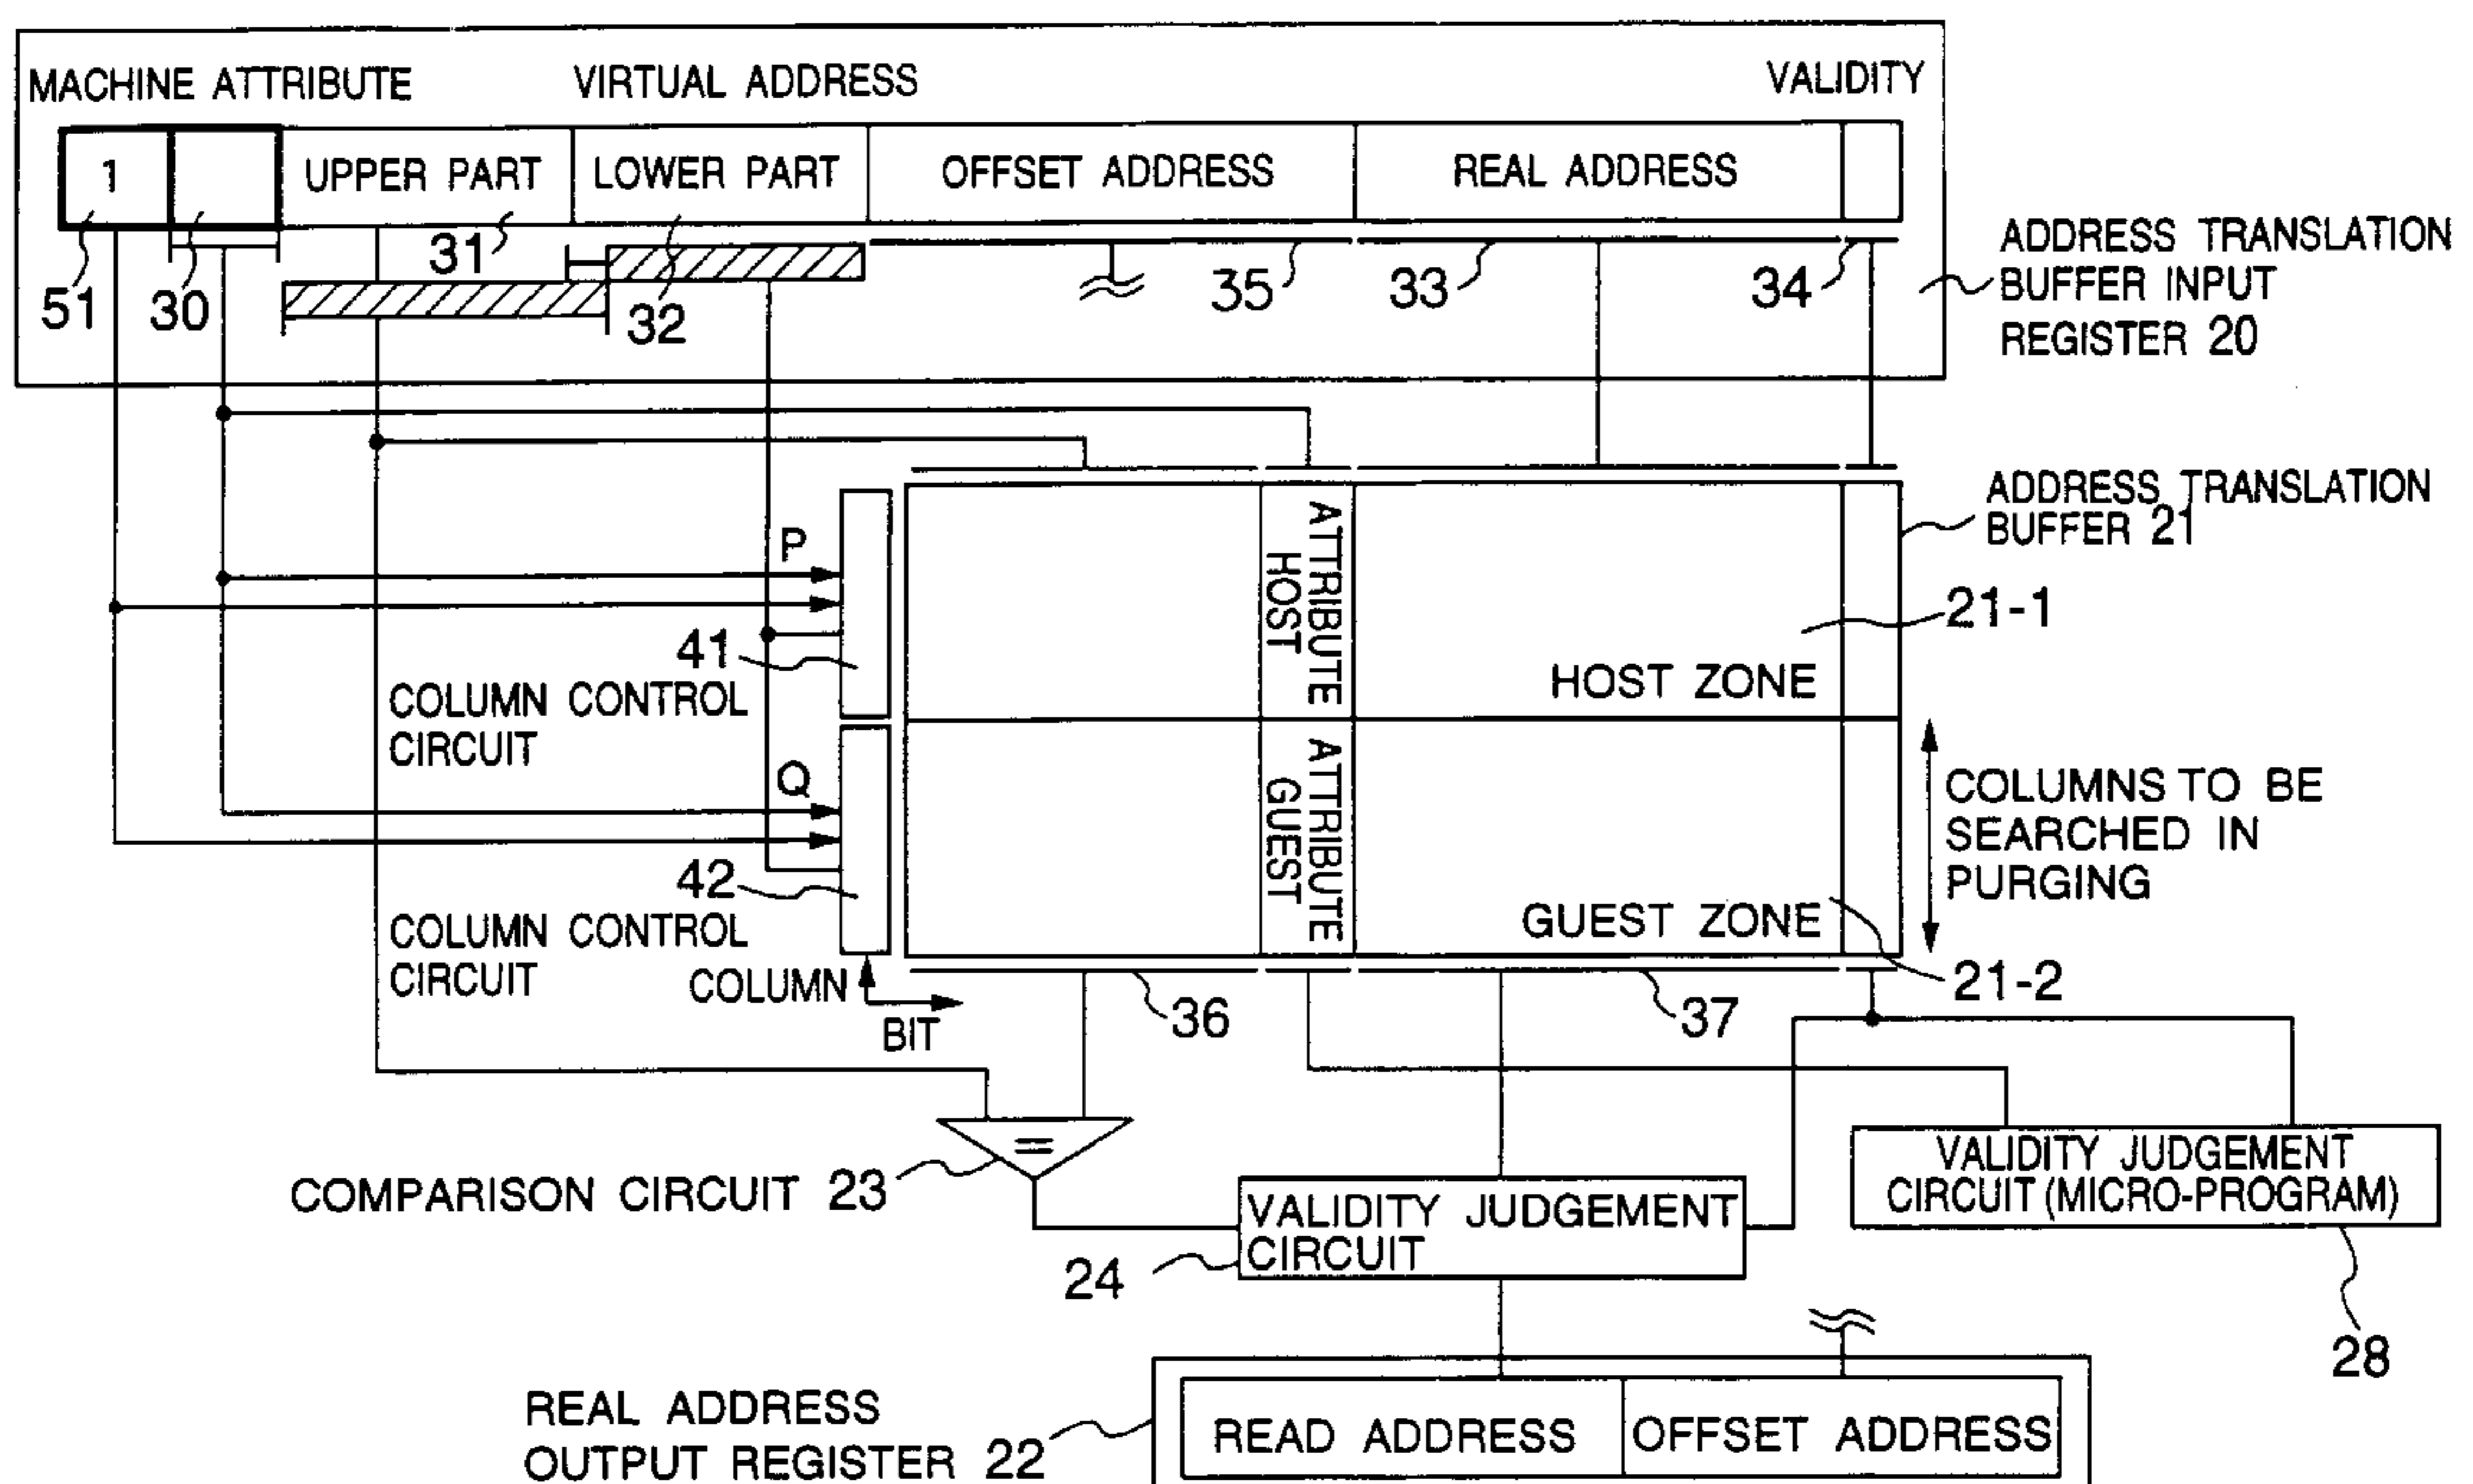 MACHINE ATTRIBUTE
VIRTUAL ADDRESS
VALIDITY
1
UPPER PART
LOWER PART
OFFSET ADDRESS
REAL ADDRESS
51
30
31
32
35
33
34
ADDRESS TRANSLATION
BUFFER INPUT
REGISTER 20
ADDRESS TRANSLATION
BUFFER 21
P
41
COLUMN CONTROL
CIRCUIT
ATTRIBUTE
HOST
21-1
HOST ZONE
Q
42
COLUMN CONTROL
CIRCUIT
ATTRIBUTE
GUEST
GUEST ZONE
COLUMNS TO BE
SEARCHED IN
PURGING
21-2
COLUMN
BIT
36
37
=
COMPARISON CIRCUIT 23
VALIDITY JUDGEMENT
CIRCUIT
24
VALIDITY JUDGEMENT
CIRCUIT (MICRO-PROGRAM)
28
REAL ADDRESS
OUTPUT REGISTER 22
READ ADDRESS
OFFSET ADDRESS